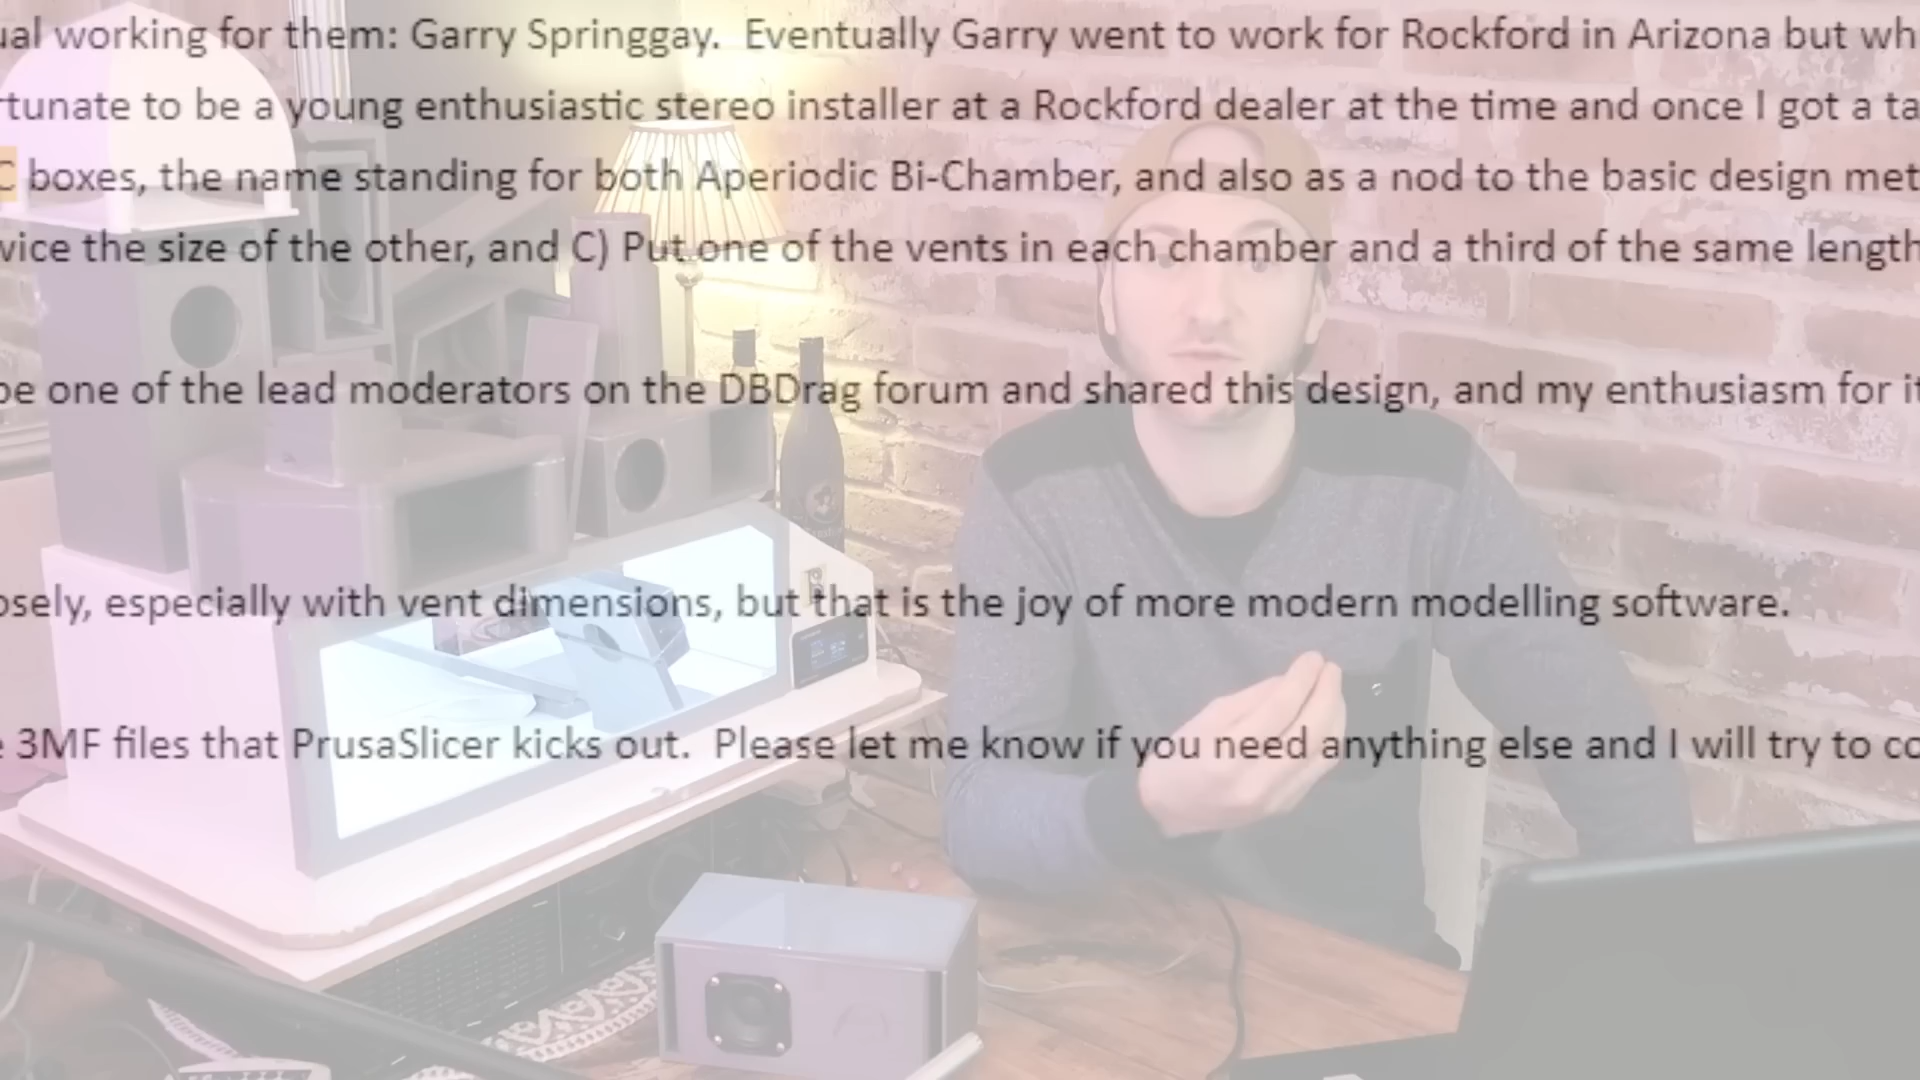 ual working for them: Garry Springgay.  Eventually Garry went to work for Rockford in Arizona but wh
rtunate to be a young enthusiastic stereo installer at a Rockford dealer at the time and once I got a ta
C boxes, the name standing for both Aperiodic Bi-Chamber, and also as a nod to the basic design met
wice the size of the other, and C) Put one of the vents in each chamber and a third of the same length
be one of the lead moderators on the DBDrag forum and shared this design, and my enthusiasm for it
osely, especially with vent dimensions, but that is the joy of more modern modelling software.
e 3MF files that PrusaSlicer kicks out.  Please let me know if you need anything else and I will try to co